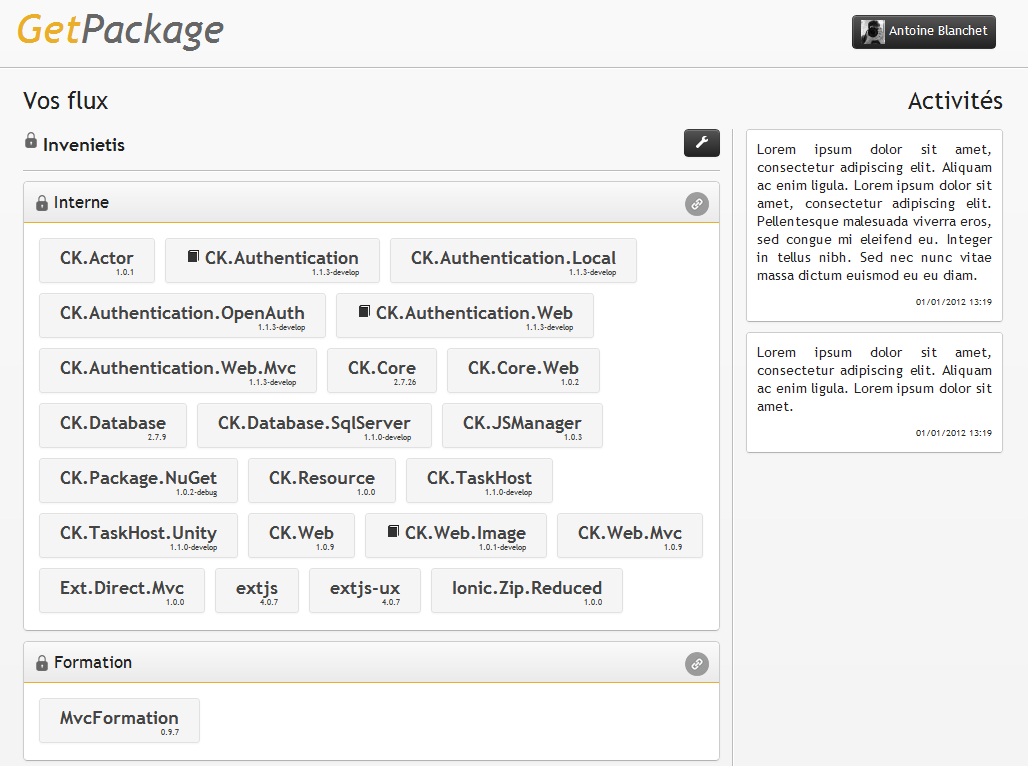 GetPackage
Antoine Blanchet
Vos flux
Invenietis
Interne
CK.Actor
1.0.1
CK.Authentication
1.1.3-develop
CK.Authentication.Local
1.1.3-develop
CK.Authentication.OpenAuth
1.1.3-develop
CK.Authentication.Web
1.1.3-develop
CK.Authentication.Web.Mvc
1.1.3-develop
CK.Core
2.7.26
CK.Core.Web
1.0.2
CK.Database
2.7.9
CK.Database.SqlServer
1.1.0-develop
CK.JSManager
1.0.3
CK.Package.NuGet
1.0.2-debug
CK.Resource
1.0.0
CK.TaskHost
1.1.0-develop
CK.TaskHost.Unity
1.1.0-develop
CK.Web
1.0.9
CK.Web.Image
1.0.1-develop
CK.Web.Mvc
1.0.9
Ext.Direct.Mvc
1.0.0
extjs
4.0.7
extjs-ux
4.0.7
Ionic.Zip.Reduced
1.0.0
Formation
MvcFormation
0.9.7
Activités
Lorem ipsum dolor sit amet,
consectetur adipiscing elit. Aliquam
ac enim ligula. Lorem ipsum dolor sit
amet, consectetur adipiscing elit.
Pellentesque malesuada viverra eros,
sed congue mi eleifend eu. Integer
in tellus nibh. Sed nec nunc vitae
massa dictum euismod eu eu diam.
01/01/2012 13:19
Lorem ipsum dolor sit amet,
consectetur adipiscing elit. Aliquam
ac enim ligula. Lorem ipsum dolor sit
amet.
01/01/2012 13:19